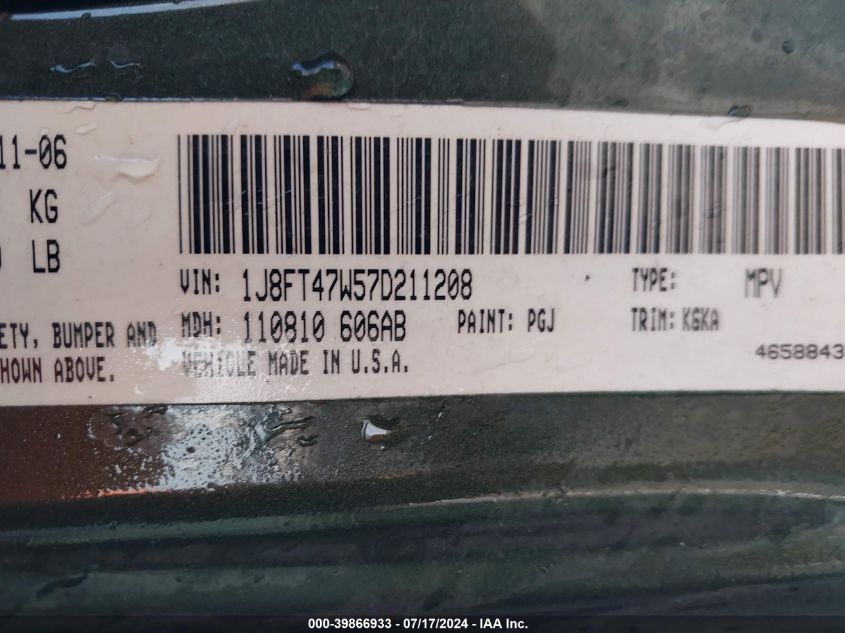 11-06
KG
LB
VIN: 1J8FT47W57D211208 TYPE: MPV
ETY, BUMPER AND MDH: 110810 606AB PAINT: PGJ TRIM: K6KA
HOWN ABOVE. VEHICLE MADE IN U.S.A.
4658843
000-39866933 - 07/17/2024 - IAA Inc.